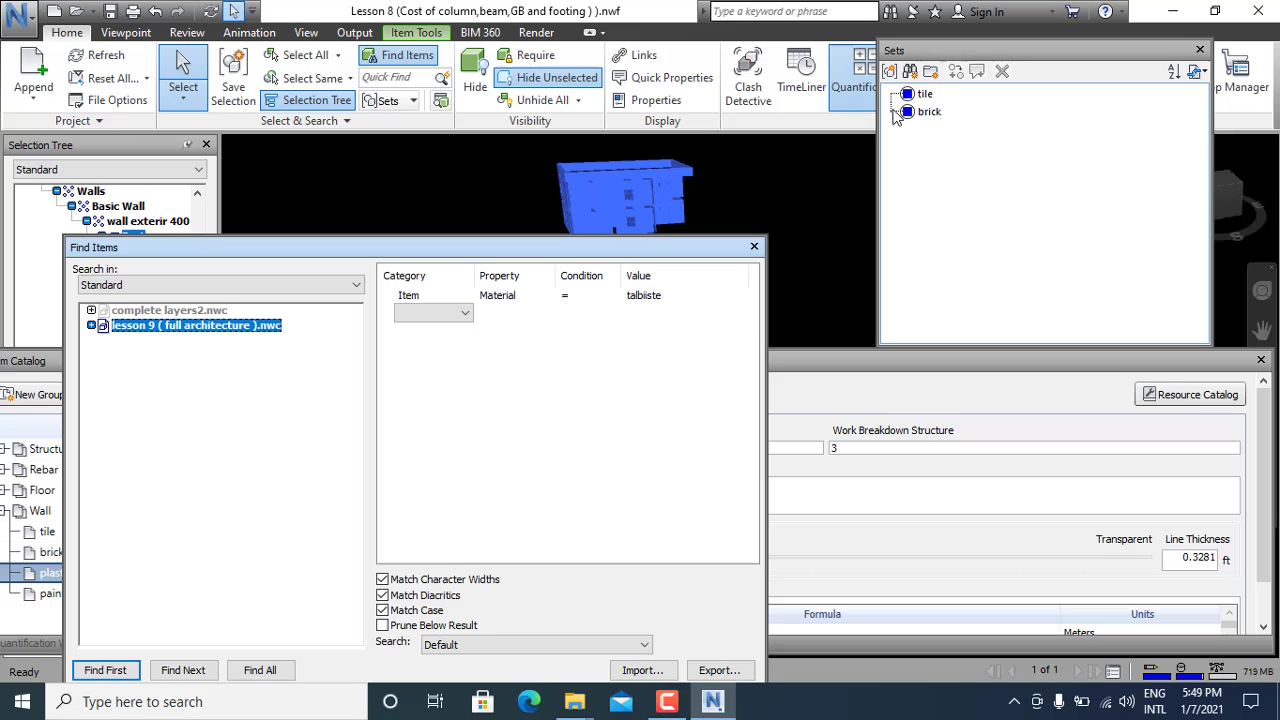 Lesson 8 (Cost of column,beam,GB and footing ) ).nwf
Type a keyword or phrase
Sign In
Home
Viewpoint
Review
Animation
View
Output
Item Tools
BIM 360
Render
Append
Refresh
Reset All...
File Options
Project
Select
Save
Selection
Select All
Select Same
Selection Tree
Find Items
Quick Find
Sets
Select & Search
Hide
Require
Hide Unselected
Unhide All
Visibility
Links
Quick Properties
Properties
Display
Clash
Detective
TimeLiner
Quantifi
p Manager
Sets
tile
brick
Selection Tree
Standard
Walls
Basic Wall
wall exterir 400
Find Items
Search in:
Standard
complete layers2.nwc
lesson 9 ( full architecture ).nwc
Category
Property
Condition
Value
Item
Material
=
talbiiste
Match Character Widths
Match Diacritics
Match Case
Prune Below Result
Search:
Default
Find First
Find Next
Find All
Import...
Export...
m Catalog
New Group
Structu
Rebar
Floor
Wall
tile
brick
plast
pain
Quantification W
Resource Catalog
Work Breakdown Structure
3
Transparent
Line Thickness
0.3281
ft
Formula
Units
Meters
Ready
1 of 1
719 MB
Type here to search
ENG
INTL
5:49 PM
1/7/2021